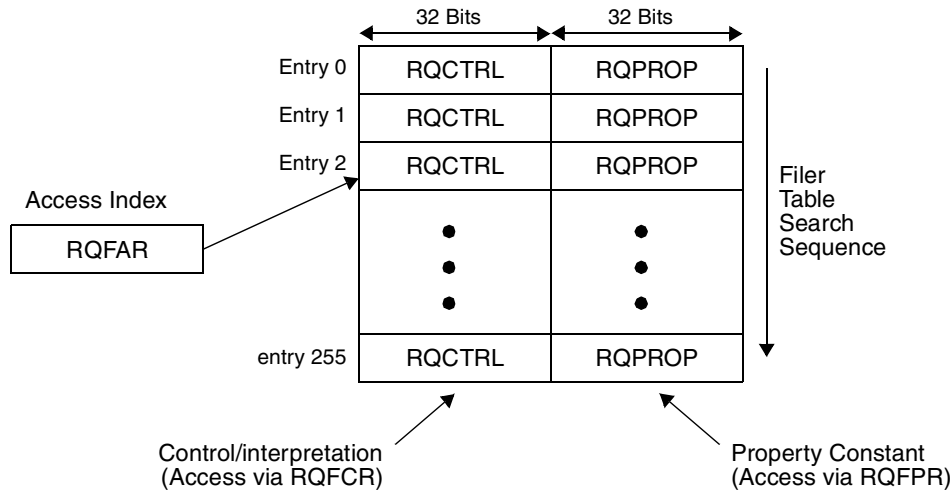 32 Bits 32 Bits
Entry 0 RQCTRL RQPROP
Entry 1 RQCTRL RQPROP
Entry 2 RQCTRL RQPROP
Access Index
RQFAR
Filer
Table
Search
Sequence
entry 255 RQCTRL RQPROP
Control/interpretation
(Access via RQFCR)
Property Constant
(Access via RQFPR)